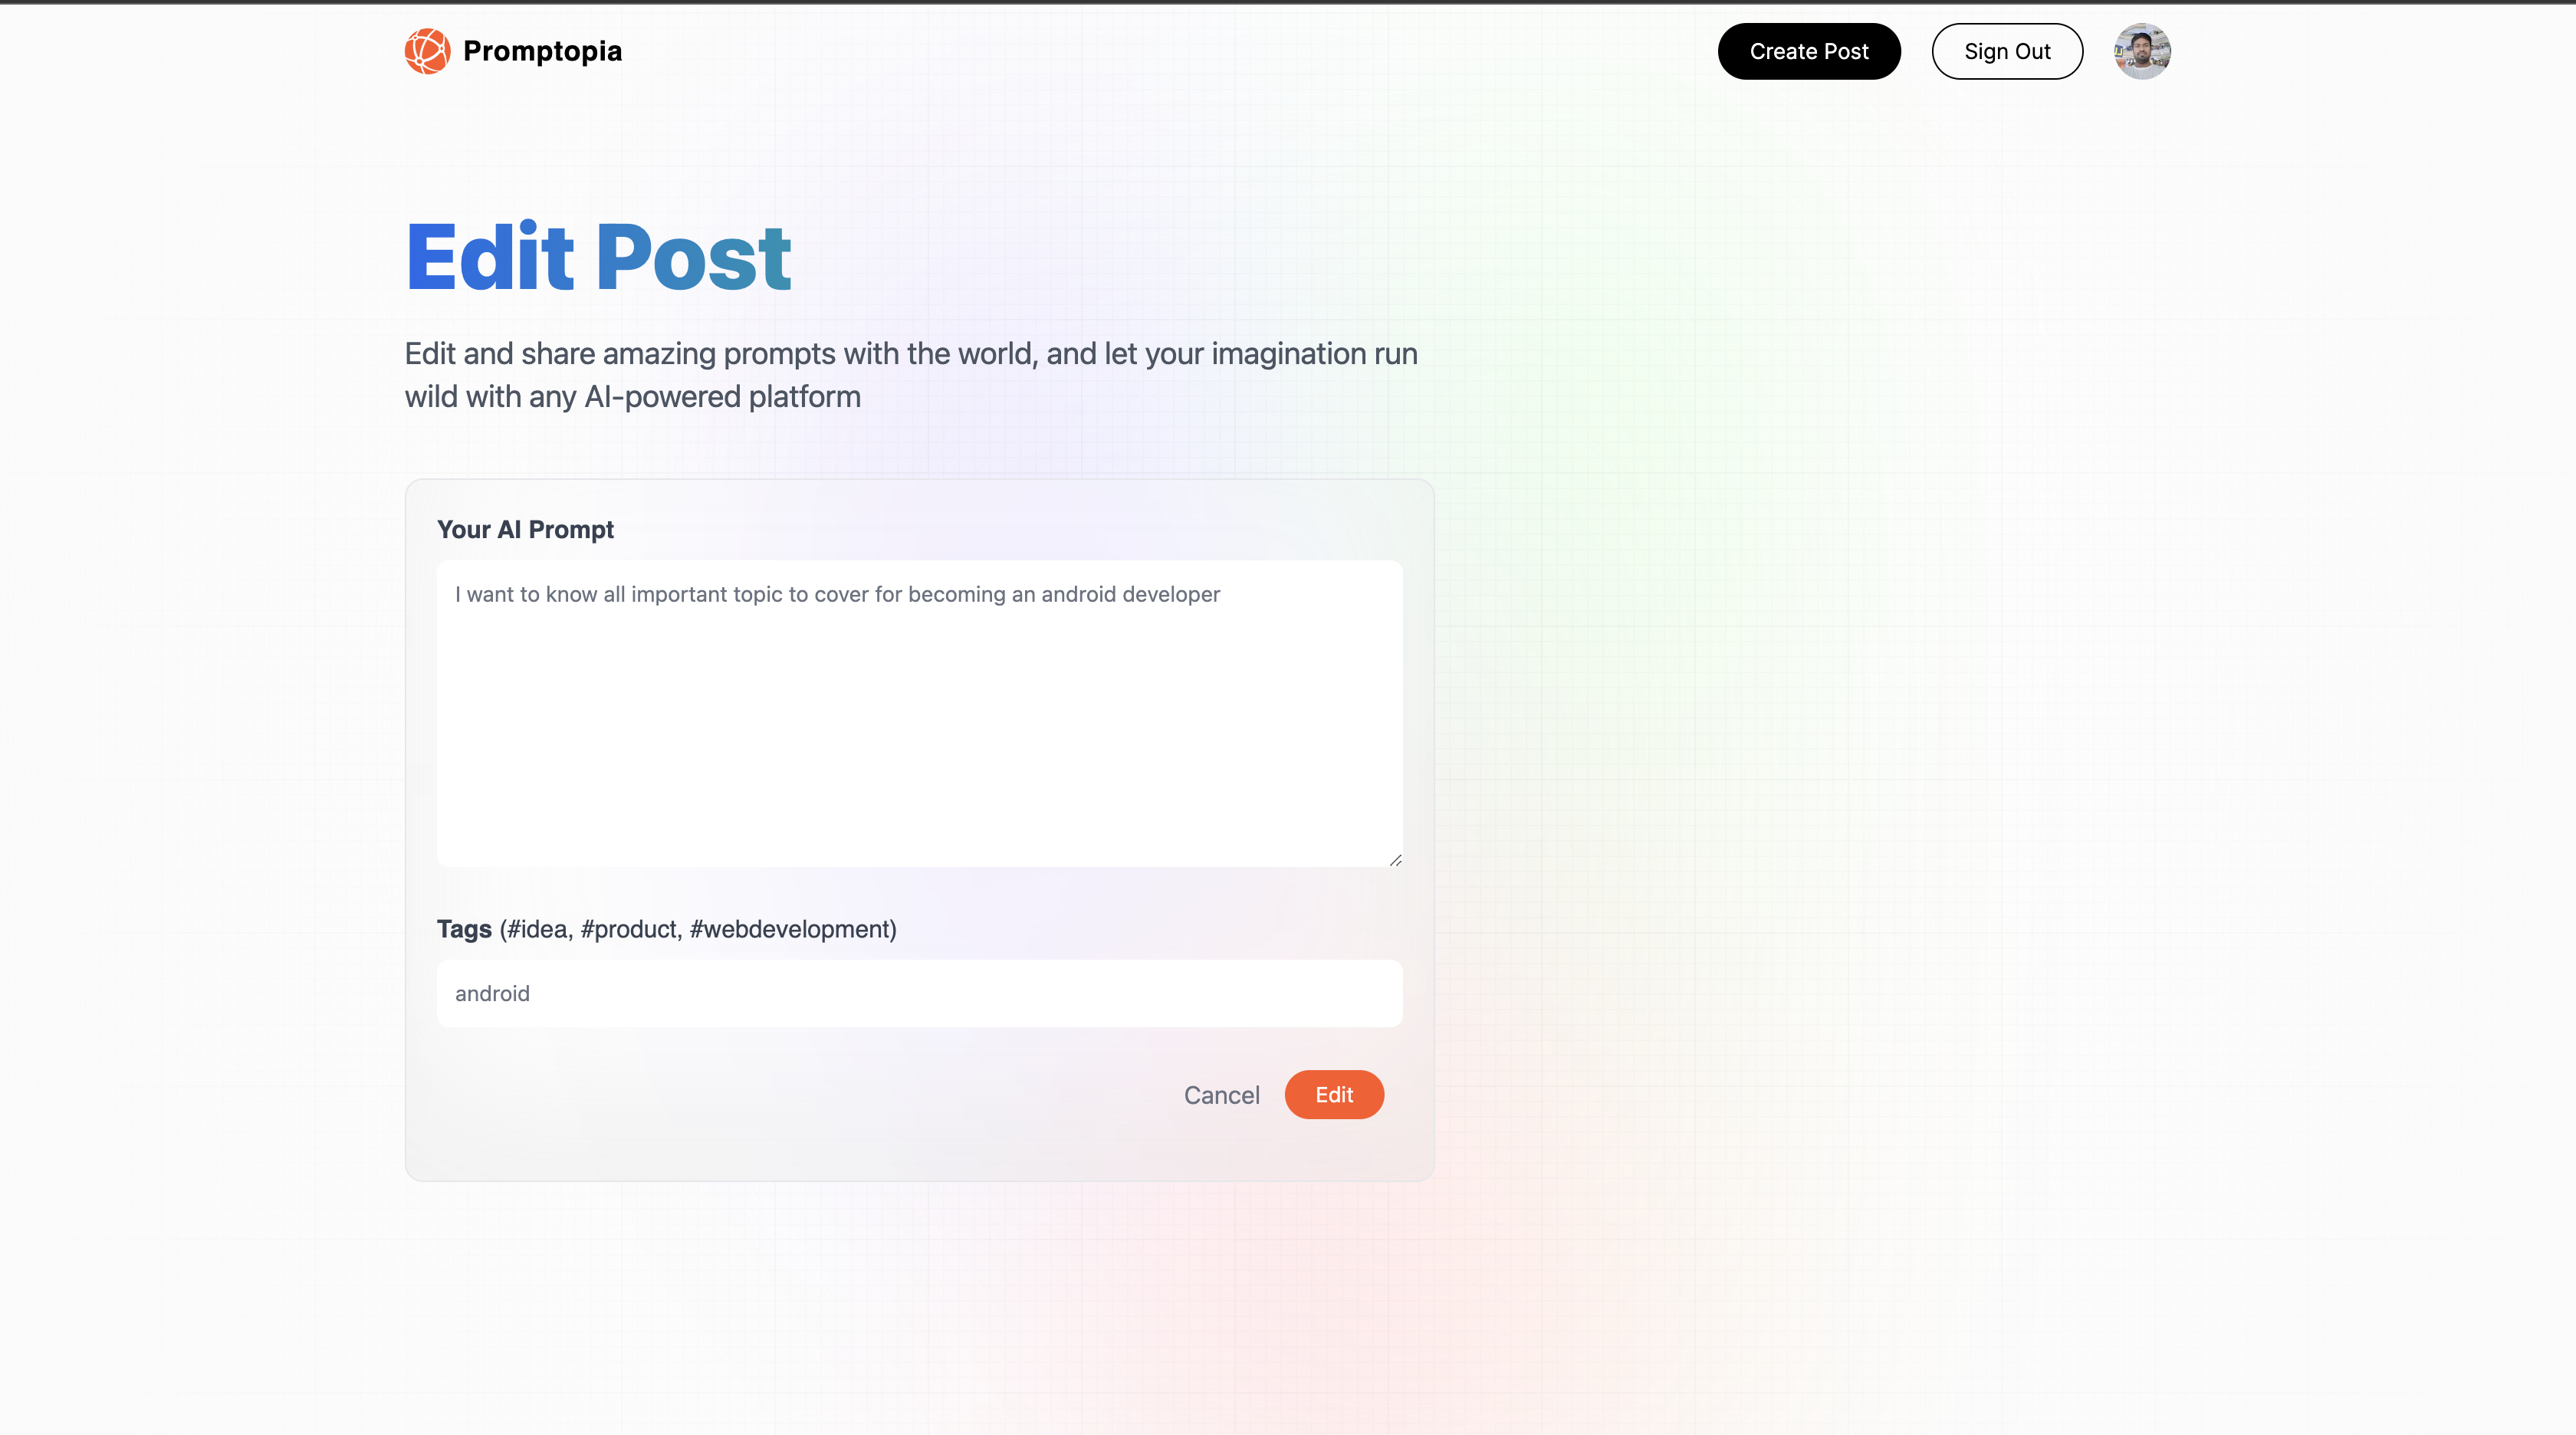 Promptopia
Create Post
Sign Out
Edit Post
Edit and share amazing prompts with the world, and let your imagination run
wild with any AI-powered platform
Your AI Prompt
I want to know all important topic to cover for becoming an android developer
Tags (#idea, #product, #webdevelopment)
android
Cancel
Edit